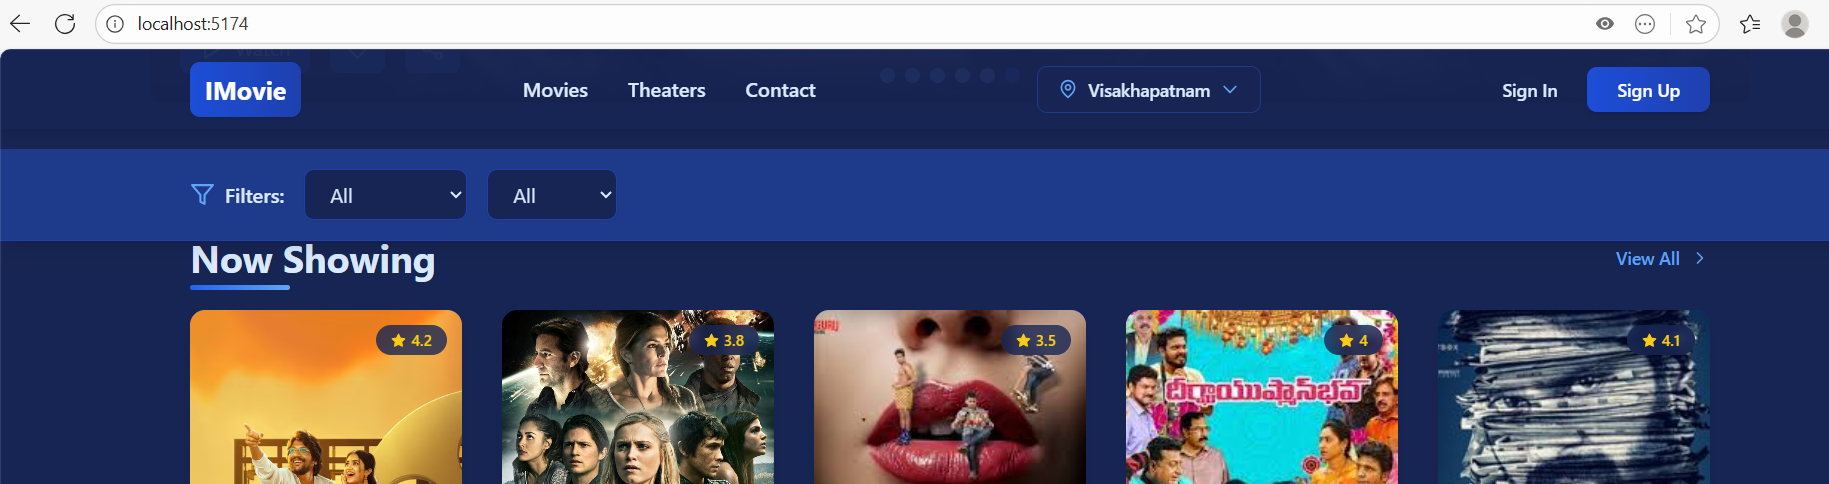 localhost:5174
Watch
IMovie Movies Theaters Contact Visakhapatnam Sign In Sign Up
Filters: All All
Now Showing View All
4.2 3.8 3.5 4 4.1
దీర్ఘాయుష్మాన్‌భవ